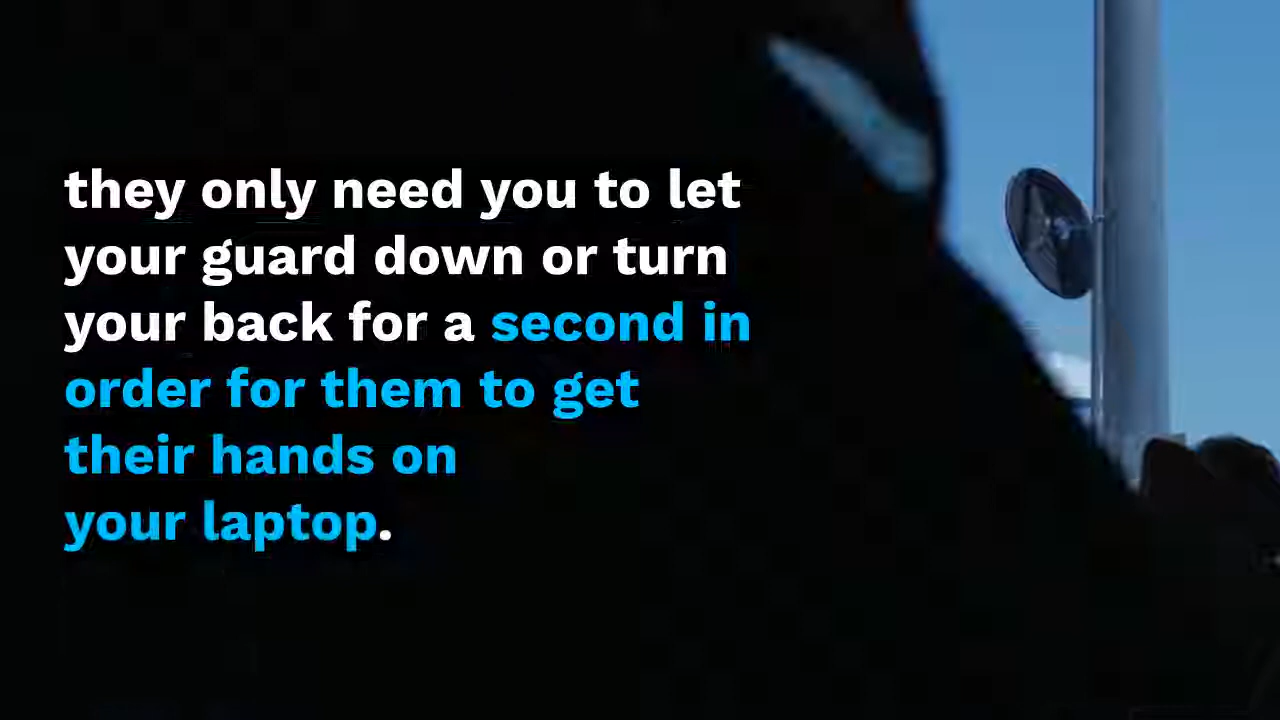 they only need you to let
your guard down or turn
your back for a second in
order for them to get
their hands on
your laptop.